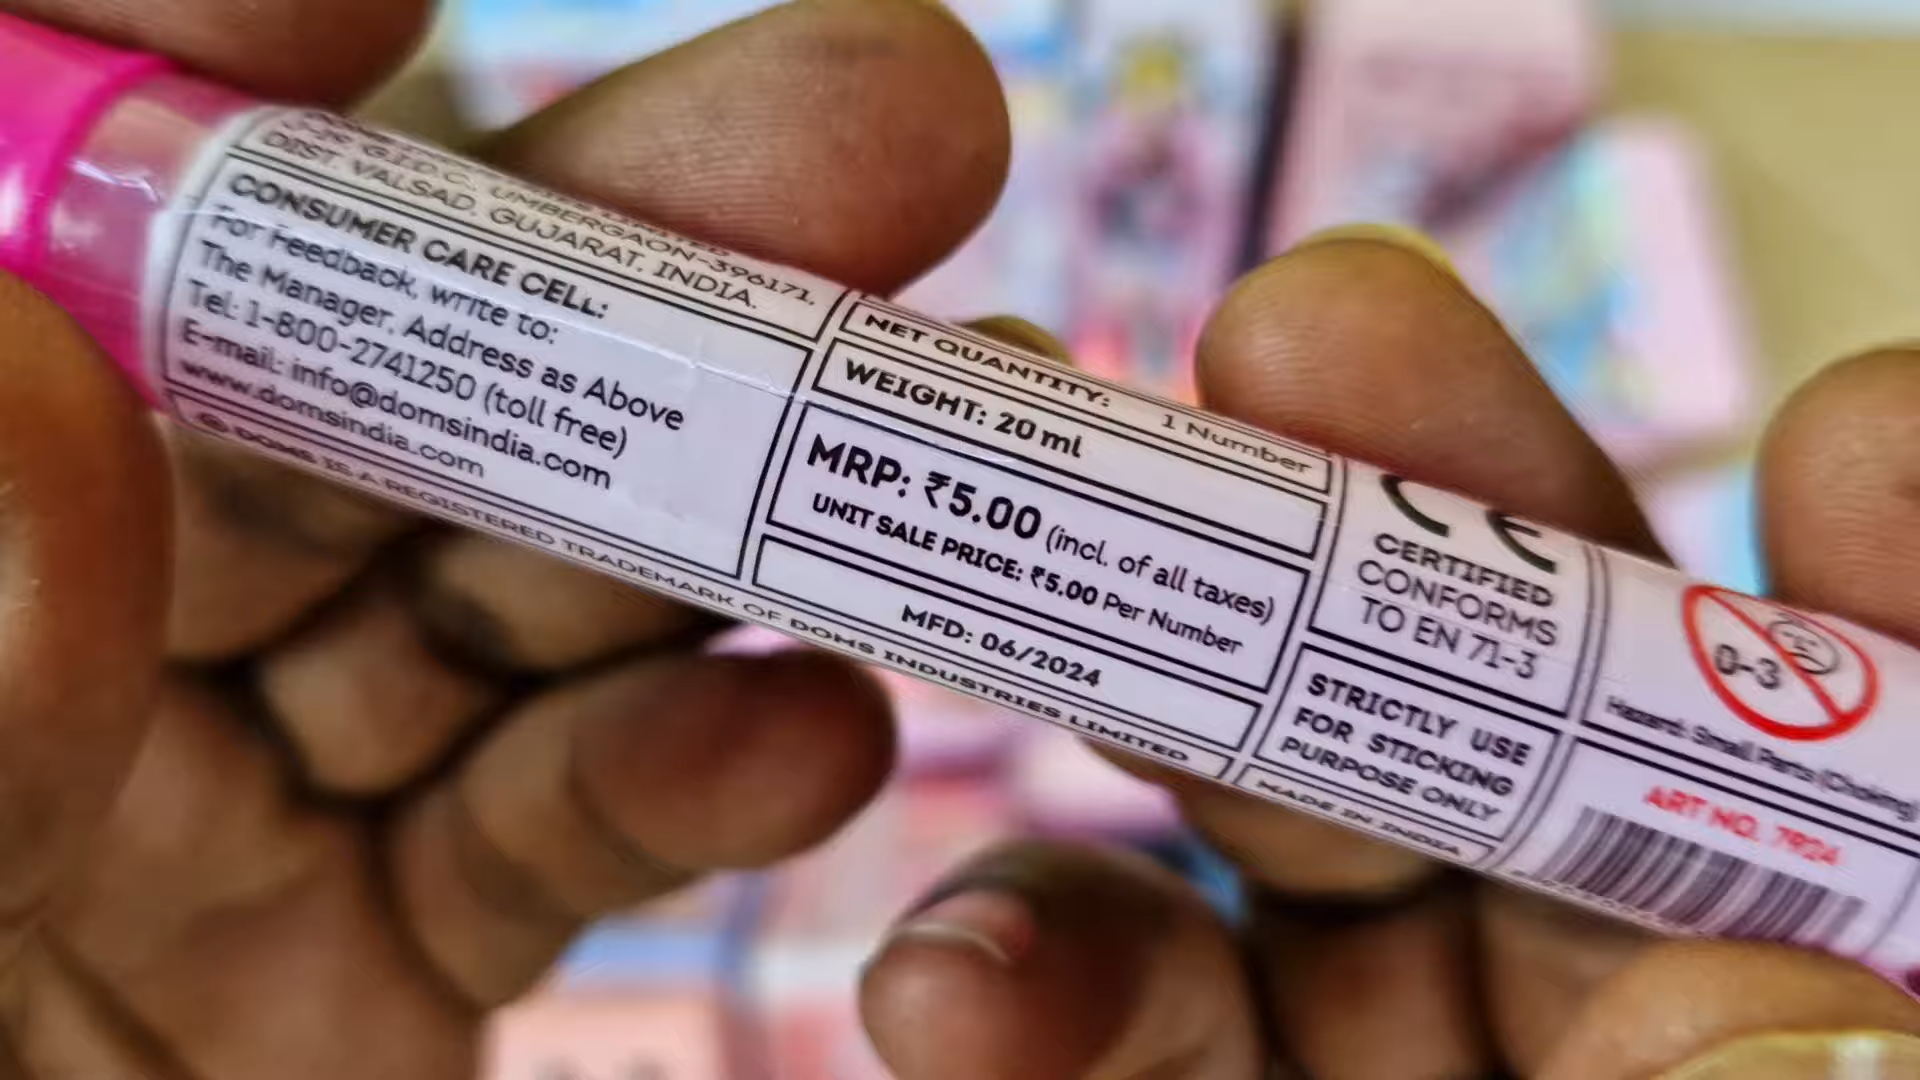 G.I.D.C. UMBERGAON-396171,
DIST. VALSAD, GUJARAT, INDIA.
CONSUMER CARE CELL:
For Feedback, write to:
The Manager, Address as Above
Tel: 1-800-2741250 (toll free)
E-mail: info@domsindia.com
www.domsindia.com
® DOMS IS A REGISTERED TRADEMARK OF DOMS INDUSTRIES LIMITED
NET QUANTITY: 1 Number
WEIGHT: 20 ml
MRP: ₹5.00 (incl. of all taxes)
UNIT SALE PRICE: ₹5.00 Per Number
MFD: 06/2024
CE
CERTIFIED
CONFORMS
TO EN 71-3
STRICTLY USE
FOR STICKING
PURPOSE ONLY
MADE IN INDIA
0-3
Hazard: Small Parts (Choking)
ART NO. 7924